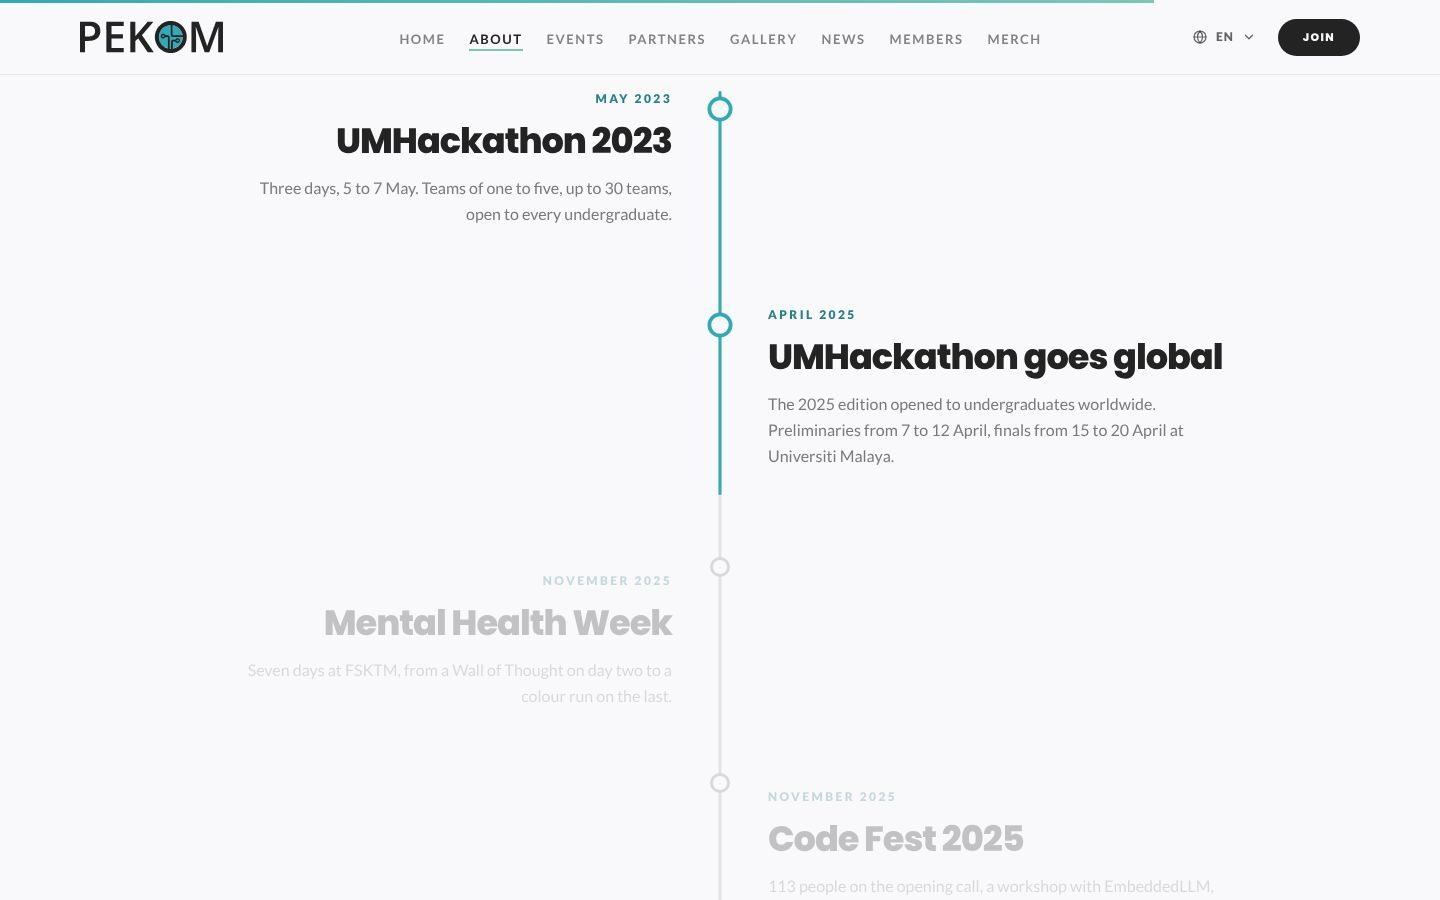 PEKOM
HOME
ABOUT
EVENTS
PARTNERS
GALLERY
NEWS
MEMBERS
MERCH
EN
JOIN
MAY 2023
UMHackathon 2023
Three days, 5 to 7 May. Teams of one to five, up to 30 teams,
open to every undergraduate.
APRIL 2025
UMHackathon goes global
The 2025 edition opened to undergraduates worldwide.
Preliminaries from 7 to 12 April, finals from 15 to 20 April at
Universiti Malaya.
NOVEMBER 2025
Mental Health Week
Seven days at FSKTM, from a Wall of Thought on day two to a
colour run on the last.
NOVEMBER 2025
Code Fest 2025
113 people on the opening call, a workshop with EmbeddedLLM,